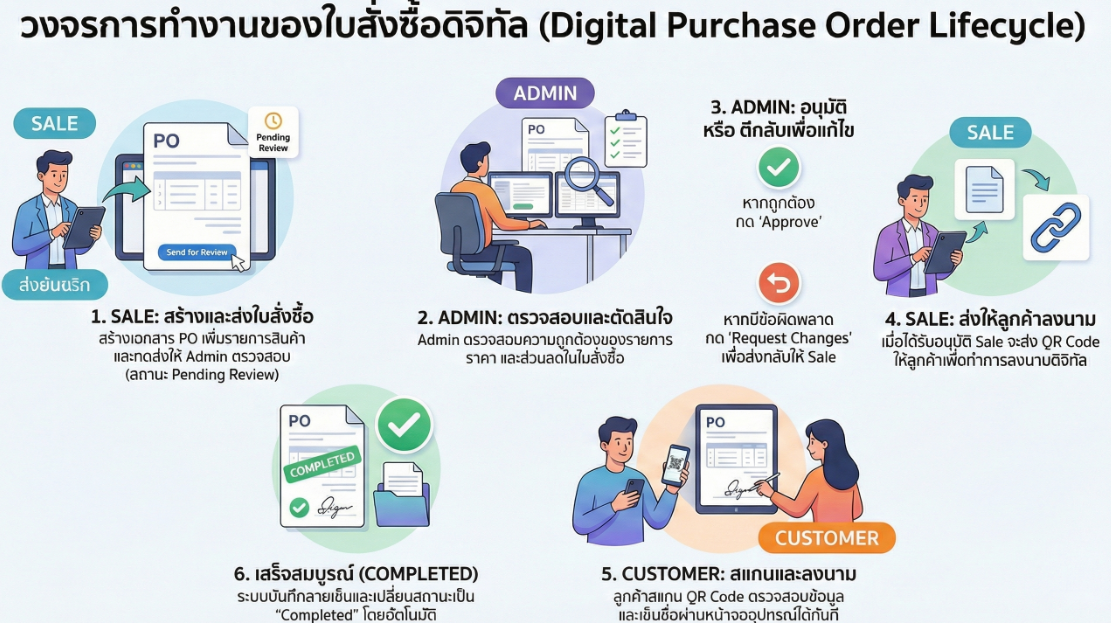 วงจรการทำงานของใบสั่งซื้อดิจิทัล (Digital Purchase Order Lifecycle)
SALE
PO
Pending
Review
Send for Review
ส่งยันขริก
1. SALE: สร้างและส่งใบสั่งซื้อ
สร้างเอกสาร PO เพิ่มรายการสินค้า
และทดส่งให้ Admin ตรวจสอบ
(สถานะ Pending Review)
ADMIN
PO
2. ADMIN: ตรวจสอบและตัดสินใจ
Admin ตรวจสอบความถูกต้องของรายการ
ราคา และส่วนลดในใบสั่งซื้อ
3. ADMIN: อนุมัติ
หรือ ตีกลับเพื่อแก้ไข
หากถูกต้อง
กด 'Approve'
หากมีข้อผิดพลาด
กด 'Request Changes'
เพื่อส่งกลับให้ Sale
SALE
4. SALE: ส่งให้ลูกค้าลงนาม
เมื่อได้รับอนุมัติ Sale จะส่ง QR Code
ให้ลูกค้าเพื่อทำการลงนามดิจิทัล
PO
CUSTOMER
5. CUSTOMER: สแกนและลงนาม
ลูกค้าสแกน QR Code ตรวจสอบข้อมูล
และเซ็นชื่อผ่านหน้าจออุปกรณ์ได้ทันที
PO
COMPLETED
6. เสร็จสมบูรณ์ (COMPLETED)
ระบบบันทึกลายเซ็นและเปลี่ยนสถานะเป็น
"Completed" โดยอัตโนมัติ